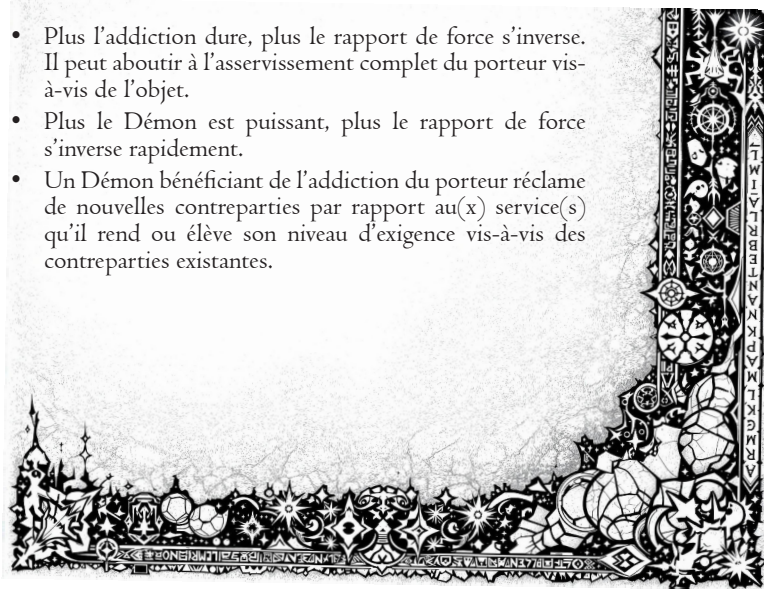 • Plus l'addiction dure, plus le rapport de force s'inverse.
Il peut aboutir à l'asservissement complet du porteur vis-
à-vis de l'objet.
• Plus le Démon est puissant, plus le rapport de force
s'inverse rapidement.
• Un Démon bénéficiant de l'addiction du porteur réclame
de nouvelles contreparties par rapport au(x) service(s)
qu'il rend ou élève son niveau d'exigence vis-à-vis des
contreparties existantes.